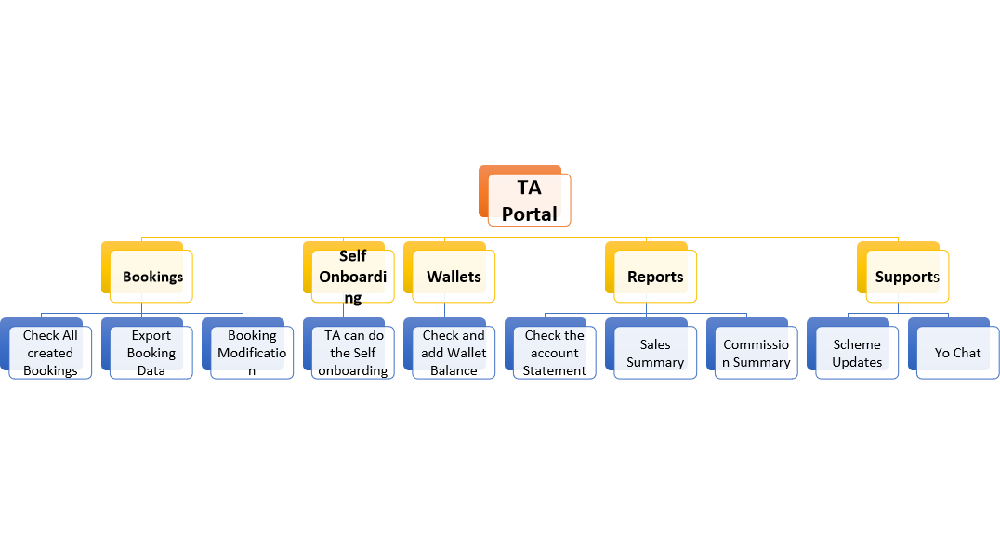 TA
Portal
Bookings
Self
Onboardi
ng
Wallets
Reports
Supports
Check All
created
Bookings
Export
Booking
Data
Booking
Modificatio
n
TA can do
the Self
onboarding
Check and
add Wallet
Balance
Check the
account
Statement
Sales
Summary
Commissio
n Summary
Scheme
Updates
Yo Chat